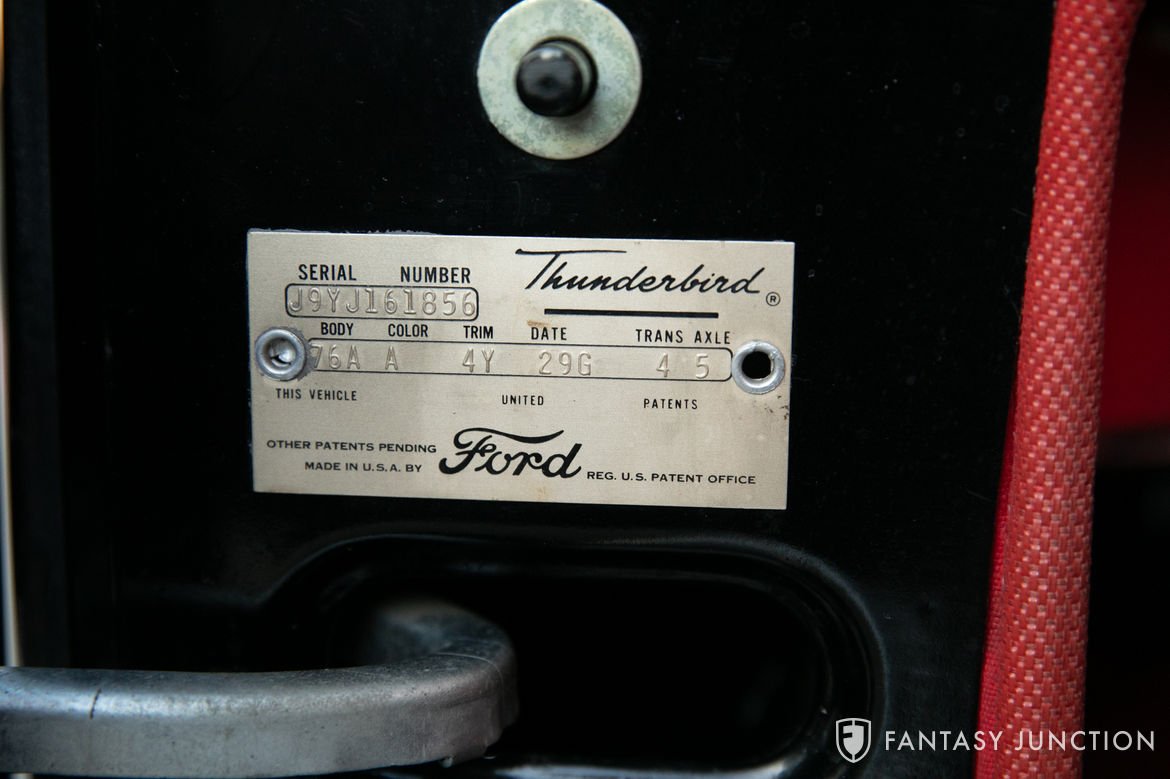 SERIAL NUMBER
Thunderbird ®
J9YJ161856
BODY COLOR TRIM DATE TRANS AXLE
76A A 4Y 29G 4 5
THIS VEHICLE UNITED PATENTS
OTHER PATENTS PENDING
MADE IN U.S.A. BY Ford REG. U.S. PATENT OFFICE
FANTASY JUNCTION